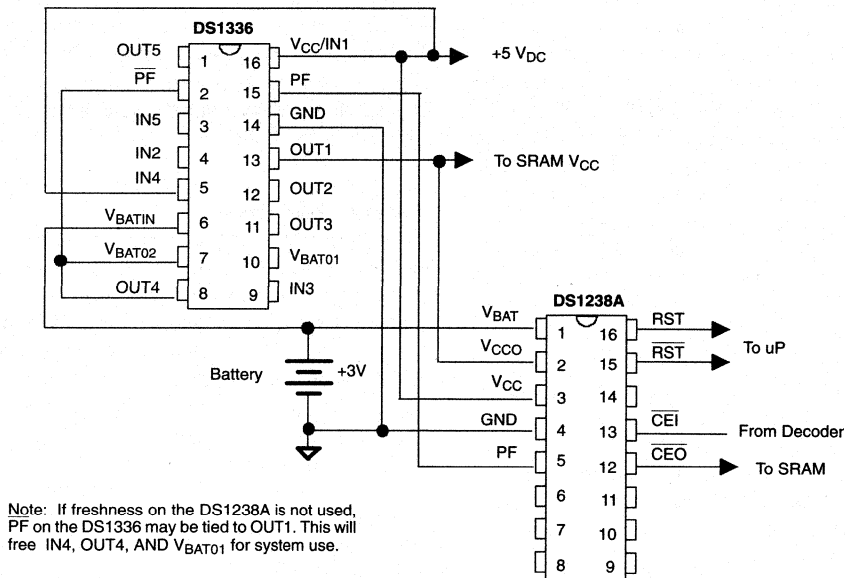 DS1336
OUT5 1 16 VCC/IN1
+5 VDC
PF 2 15 PF
IN5 3 14 GND
IN2 4 13 OUT1
To SRAM VCC
IN4 5 12 OUT2
VBATIN 6 11 OUT3
VBAT02 7 10 VBAT01
OUT4 8 9 IN3
DS1238A
VBAT 1 16 RST
To uP
VCCO 2 15 RST
Battery +3V
VCC 3 14
GND 4 13 CEI
From Decoder
PF 5 12 CEO
To SRAM
6 11
7 10
8 9
Note: If freshness on the DS1238A is not used,
PF on the DS1336 may be tied to OUT1. This will
free IN4, OUT4, AND VBAT01 for system use.